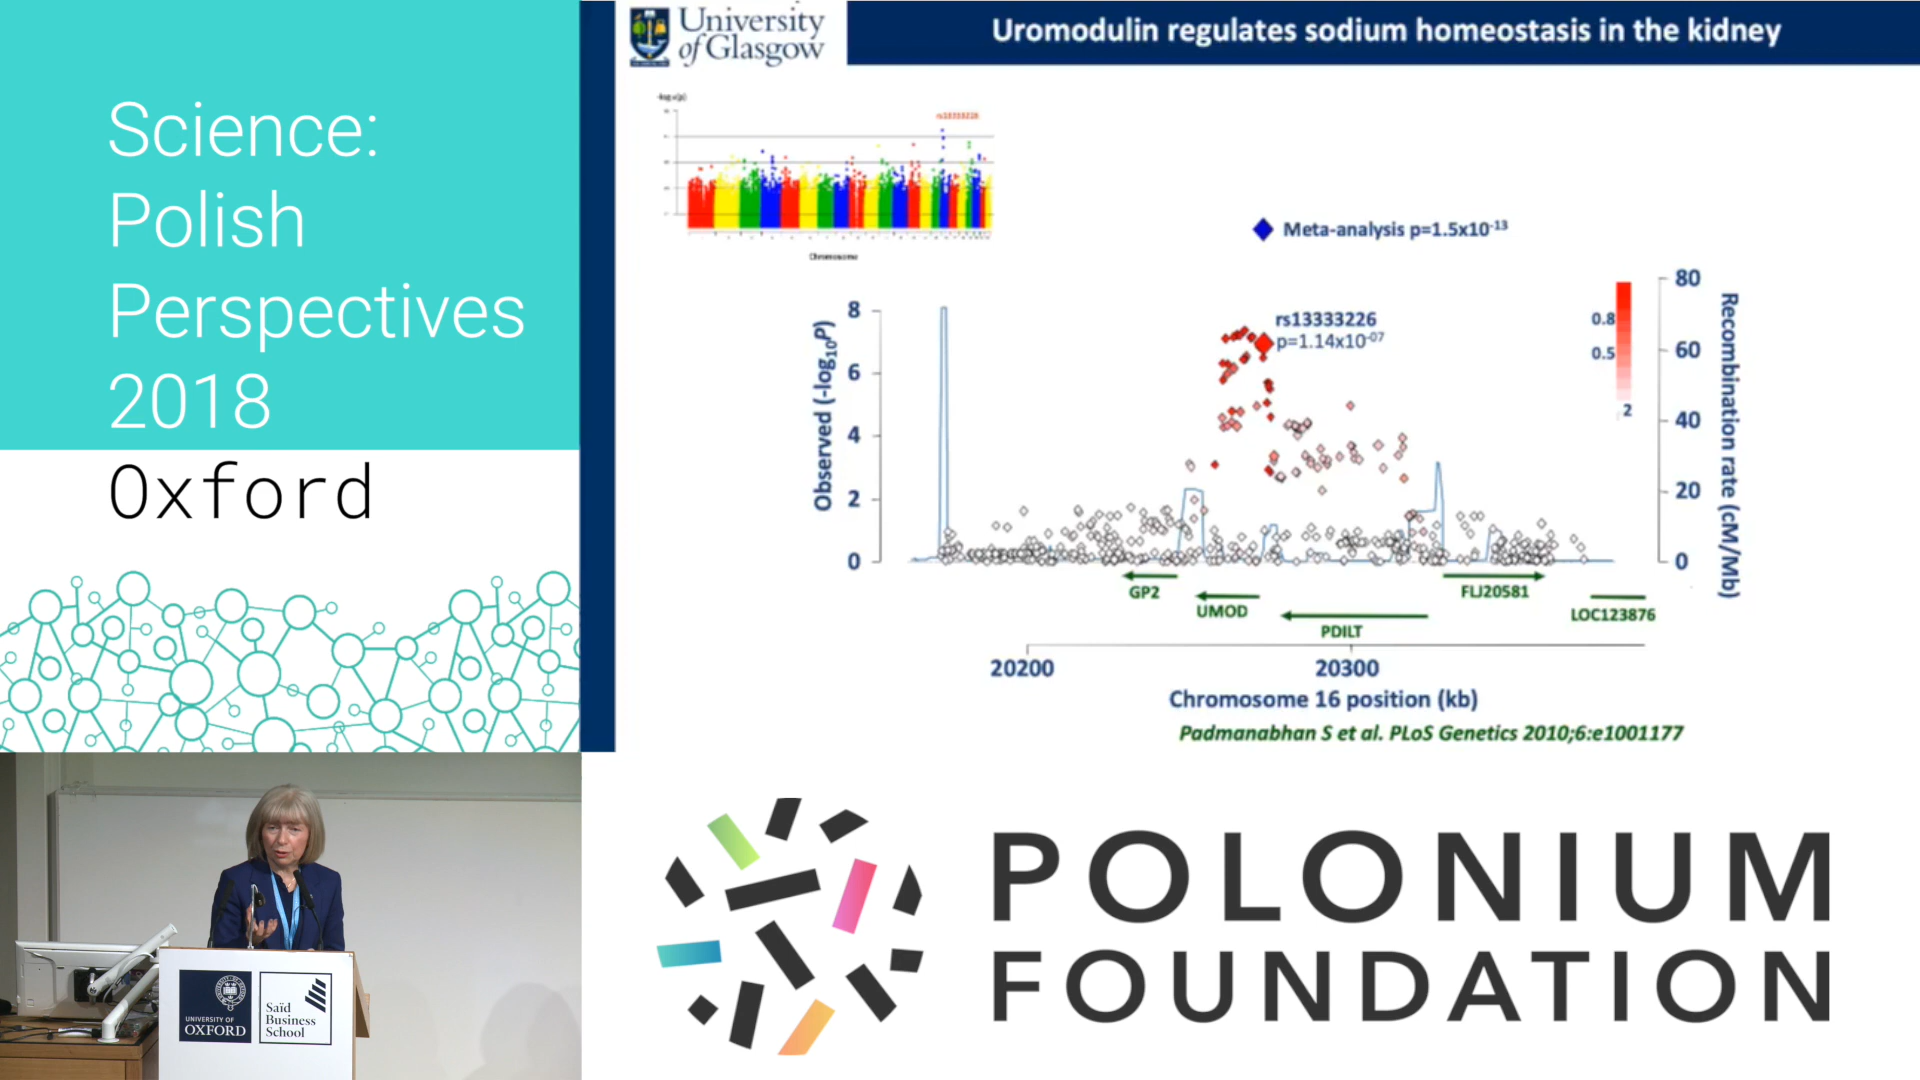 Science:
Polish
Perspectives
2018
Oxford
University
of Glasgow
Uromodulin regulates sodium homeostasis in the kidney
rs13333226
Chromosome
Meta-analysis p=1.5x10-13
rs13333226
p=1.14x10-07
Observed (-log10P)
8
6
4
2
0
0.8
0.5
2
80
60
40
20
0
Recombination rate (cM/Mb)
GP2
UMOD
PDILT
FLJ20581
LOC123876
20200
20300
Chromosome 16 position (kb)
Padmanabhan S et al. PLoS Genetics 2010;6:e1001177
UNIVERSITY OF
OXFORD
Saïd
Business
School
POLONIUM
FOUNDATION